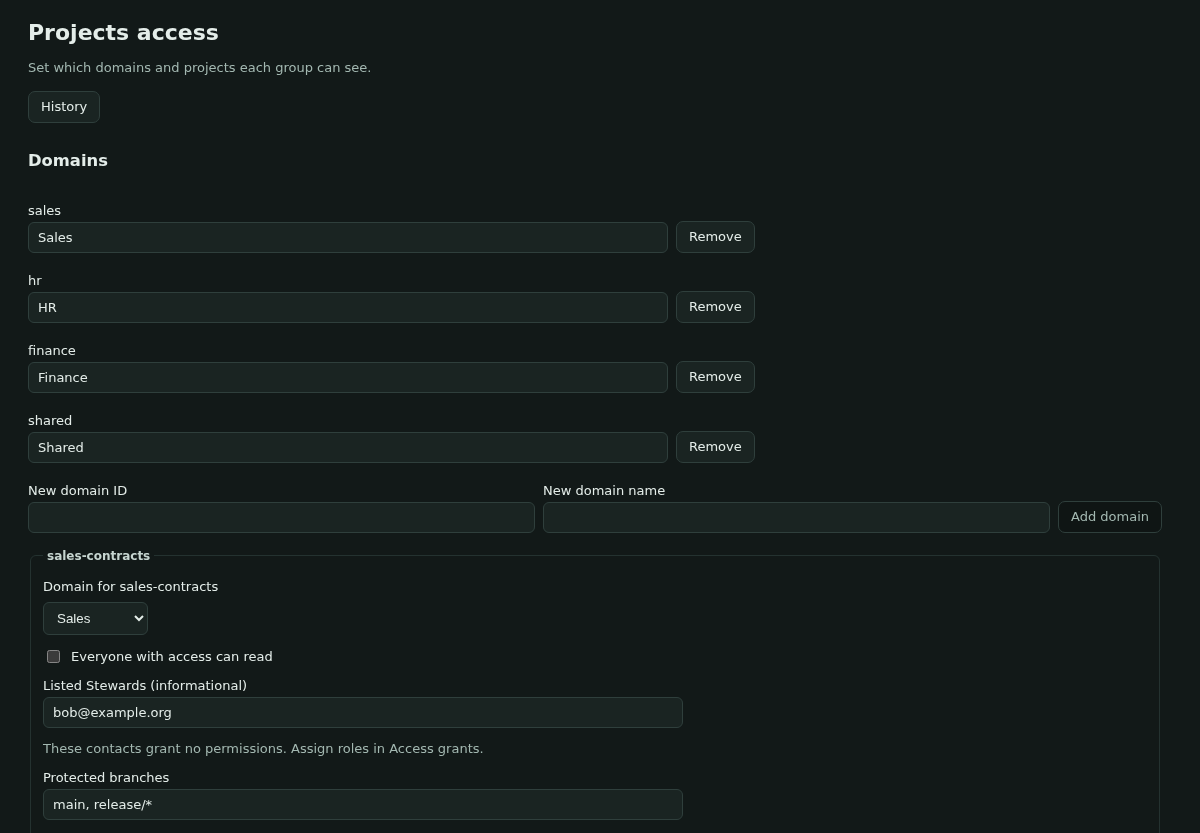 Projects access
Set which domains and projects each group can see.
History
Domains
sales
Sales
Remove
hr
HR
Remove
finance
Finance
Remove
shared
Shared
Remove
New domain ID
New domain name
Add domain
sales-contracts
Domain for sales-contracts
Sales
Everyone with access can read
Listed Stewards (informational)
bob@example.org
These contacts grant no permissions. Assign roles in Access grants.
Protected branches
main, release/*